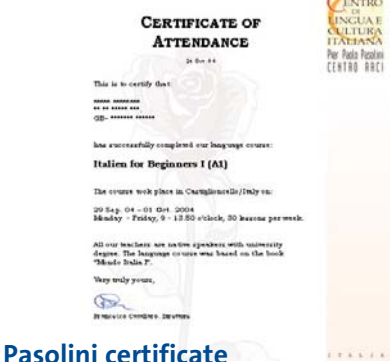 CERTIFICATE OF
ATTENDANCE
CENTRO
DI
LINGUA E
CULTURA
ITALIANA
Per Paolo Pasolini
CENTRO ARCI
This is to certify that:
GB-
has successfully completed our language course:
Italien for Beginners I (A1)
The course took place in Castiglioncello/Italy on:
29 Sep. 04 – 01 Oct. 2004
Monday - Friday, 9 - 13.50 o'clock, 30 lessons per week.
All our teachers are native speakers with university
degree. The language course was based on the book
Very truly yours,
ITALIA
Pasolini certificate